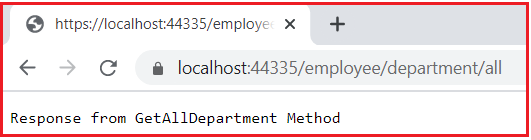 https://localhost:44335/employee
localhost:44335/employee/department/all
Response from GetAllDepartment Method